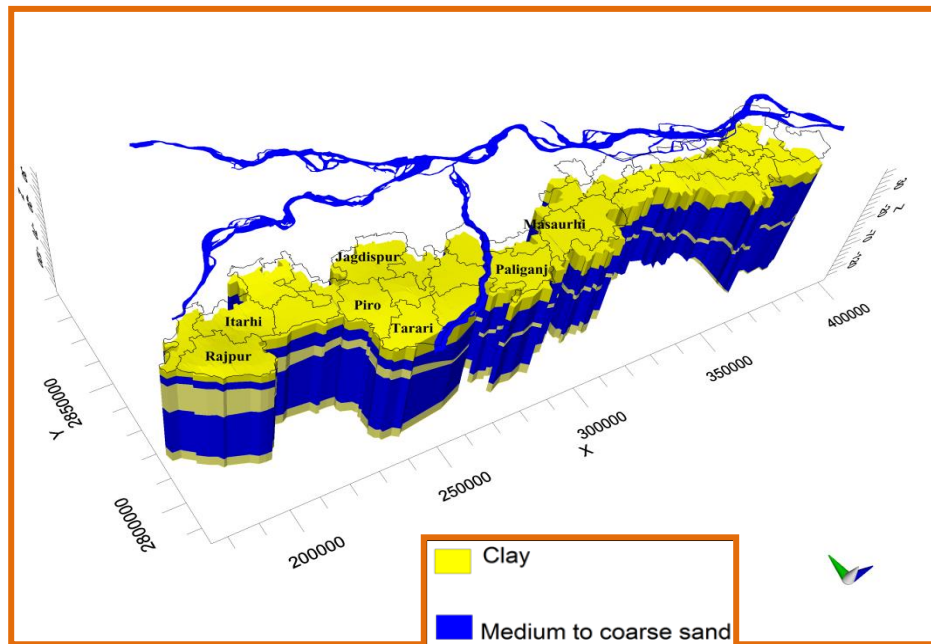 Jagdispur
Masaurhi
Paliganj
Piro
Itarhi
Tarari
Rajpur
Z
400000
350000
X
300000
250000
200000
Y
2850000
2800000
Clay
Medium to coarse sand